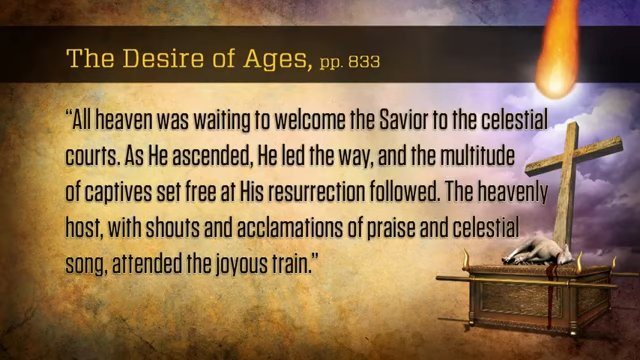 The Desire of Ages, pp. 833
“All heaven was waiting to welcome the Savior to the celestial
courts. As He ascended, He led the way, and the multitude
of captives set free at His resurrection followed. The heavenly
host, with shouts and acclamations of praise and celestial
song, attended the joyous train.”